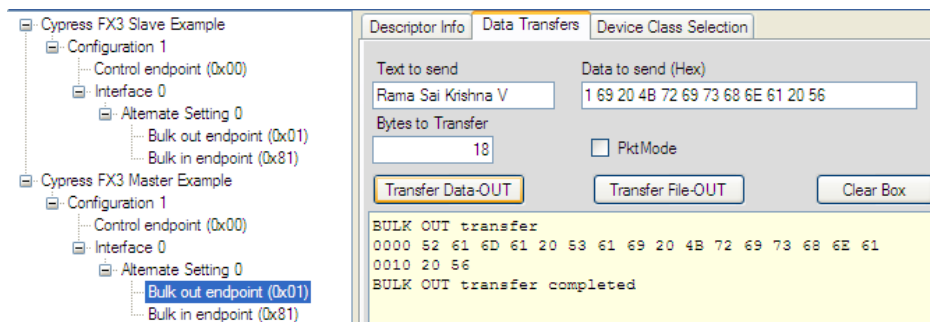 Cypress FX3 Slave Example
Configuration 1
Control endpoint (0x00)
Interface 0
Alternate Setting 0
Bulk out endpoint (0x01)
Bulk in endpoint (0x81)
Cypress FX3 Master Example
Configuration 1
Control endpoint (0x00)
Interface 0
Alternate Setting 0
Bulk out endpoint (0x01)
Bulk in endpoint (0x81)
Descriptor Info Data Transfers Device Class Selection
Text to send Data to send (Hex)
Rama Sai Krishna V 1 69 20 4B 72 69 73 68 6E 61 20 56
Bytes to Transfer
18 PktMode
Transfer Data-OUT Transfer File-OUT Clear Box
BULK OUT transfer
0000 52 61 6D 61 20 53 61 69 20 4B 72 69 73 68 6E 61
0010 20 56
BULK OUT transfer completed